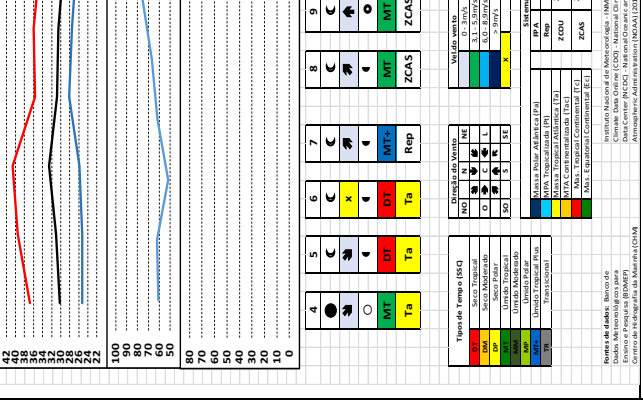 42 40 38 36 34 32 30 28 26 24 22
100 90 80 70 60 50
80 70 60 50 40 30 20 10 0
4 5 6 7 8 9
x
MT DT DT MT+ MT MT
Ta Ta Ta Rep ZCAS ZCAS
Tipos de Tempo (SSC)
DT Seco Tropical
DM Seco Moderado
DP Seco Polar
MT Úmido Tropical
MM Úmido Moderado
MP Úmido Polar
MT+ Úmido Tropical Plus
TR Transicional
Direção do Vento
NO N NE
O C L
SO S SE
Vel.do vento
0 - 3m/s
3,1 - 5,9m/s
6,0 - 8,9m/s
> 9m/s
x
FPA
Rep
ZCOU
ZCAS
Massa Polar Atlântica (Pa)
MPA Tropicalizada (Pt)
Massa Tropical Atlântica (Ta)
MTA Continentalizada (Tac)
Mas. Tropical Continental (Tc)
Mas. Equatorial Continental (Ec)
Fontes de dados: Banco de
Dados Meteorológicos para
Ensino e Pesquisa (BDMEP)
Centro de Hidrografia da Marinha (CHM)
Instituto Nacional de Meteorologia -
Climate Data Online (CDO) - National
Data Center (NCDC) - National Oceanic
Atmospheric Administration (NOAA)